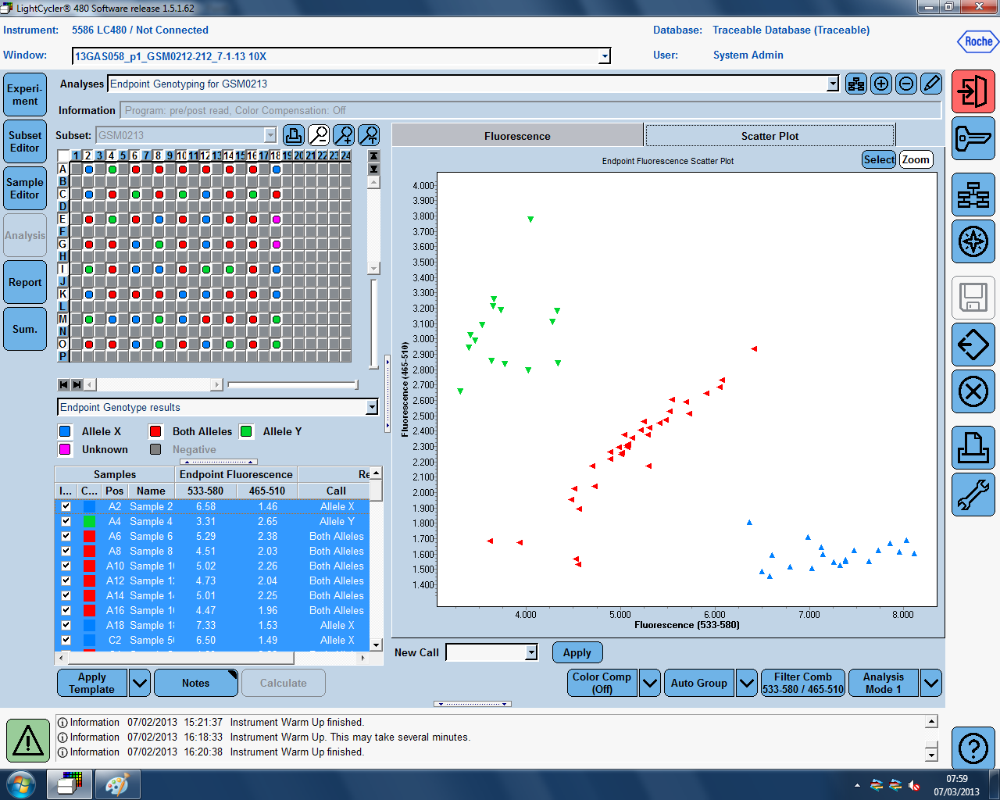 LightCycler® 480 Software release 1.5.1.62
Instrument: 5586 LC480 / Not Connected
Database: Traceable Database (Traceable)
Window: 13GAS058_p1_GSM0212-212_7-1-13 10X
User: System Admin
Roche
Experi-
ment
Subset
Editor
Sample
Editor
Analysis
Report
Sum.
Analyses Endpoint Genotyping for GSM0213
Information Program: pre/post read, Color Compensation: Off
Subset: GSM0213
1 2 3 4 5 6 7 8 9 10 11 12 13 14 15 16 17 18 19 20 21 22 23 24
A
B
C
D
E
F
G
H
I
J
K
L
M
N
O
P
Endpoint Genotype results
Allele X Both Alleles Allele Y
Unknown Negative
Samples Endpoint Fluorescence Re
I... C... Pos Name 533-580 465-510 Call
A2 Sample 2 6.58 1.46 Allele X
A4 Sample 4 3.31 2.65 Allele Y
A6 Sample 6 5.29 2.38 Both Alleles
A8 Sample 8 4.51 2.03 Both Alleles
A10 Sample 1 5.02 2.26 Both Alleles
A12 Sample 1 4.73 2.04 Both Alleles
A14 Sample 1 5.01 2.25 Both Alleles
A16 Sample 1 4.47 1.96 Both Alleles
A18 Sample 1 7.33 1.53 Allele X
C2 Sample 5 6.50 1.49 Allele X
Apply
Template
Notes
Calculate
Fluorescence
Scatter Plot
Endpoint Fluorescence Scatter Plot
Select Zoom
Fluorescence (465-510)
4.000
3.900
3.800
3.700
3.600
3.500
3.400
3.300
3.200
3.100
3.000
2.900
2.800
2.700
2.600
2.500
2.400
2.300
2.200
2.100
2.000
1.900
1.800
1.700
1.600
1.500
1.400
4.000 5.000 6.000 7.000 8.000
Fluorescence (533-580)
New Call Apply
Color Comp
(Off)
Auto Group
Filter Comb
533-580 / 465-510
Analysis
Mode 1
Information 07/02/2013 15:21:37 Instrument Warm Up finished.
Information 07/02/2013 16:18:33 Instrument Warm Up. This may take several minutes.
Information 07/02/2013 16:20:38 Instrument Warm Up finished.
07:59
07/03/2013